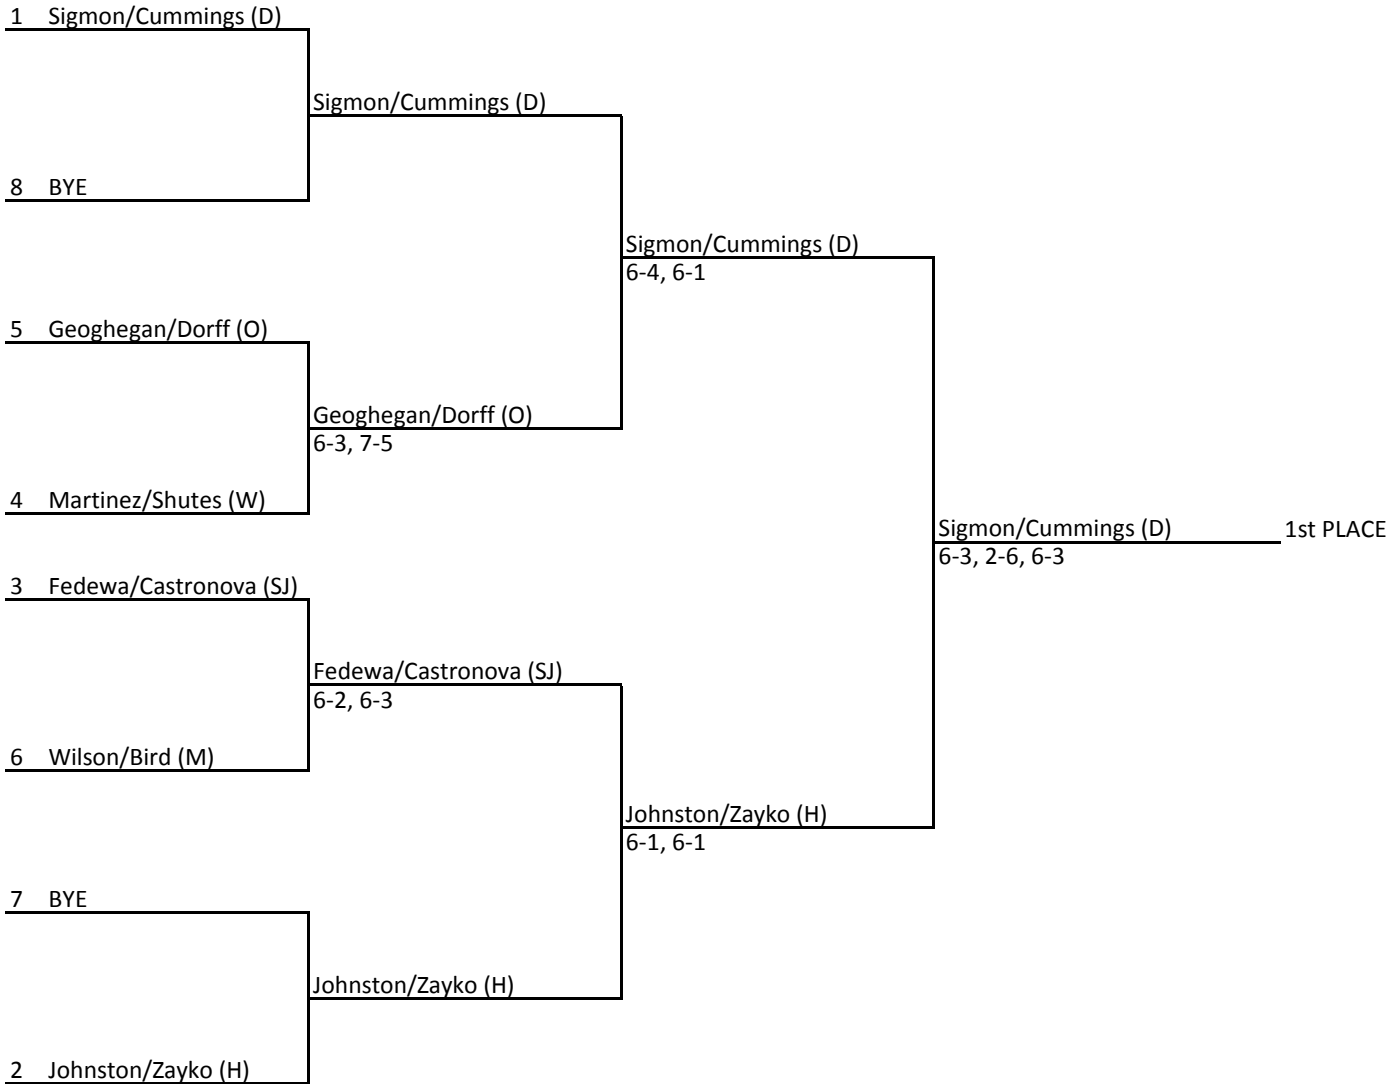 1 Sigmon/Cummings (D)
Sigmon/Cummings (D)
8 BYE
Sigmon/Cummings (D)
6-4, 6-1
5 Geoghegan/Dorff (O)
Geoghegan/Dorff (O)
6-3, 7-5
4 Martinez/Shutes (W)
Sigmon/Cummings (D) 1st PLACE
6-3, 2-6, 6-3
3 Fedewa/Castronova (SJ)
Fedewa/Castronova (SJ)
6-2, 6-3
6 Wilson/Bird (M)
Johnston/Zayko (H)
6-1, 6-1
7 BYE
Johnston/Zayko (H)
2 Johnston/Zayko (H)